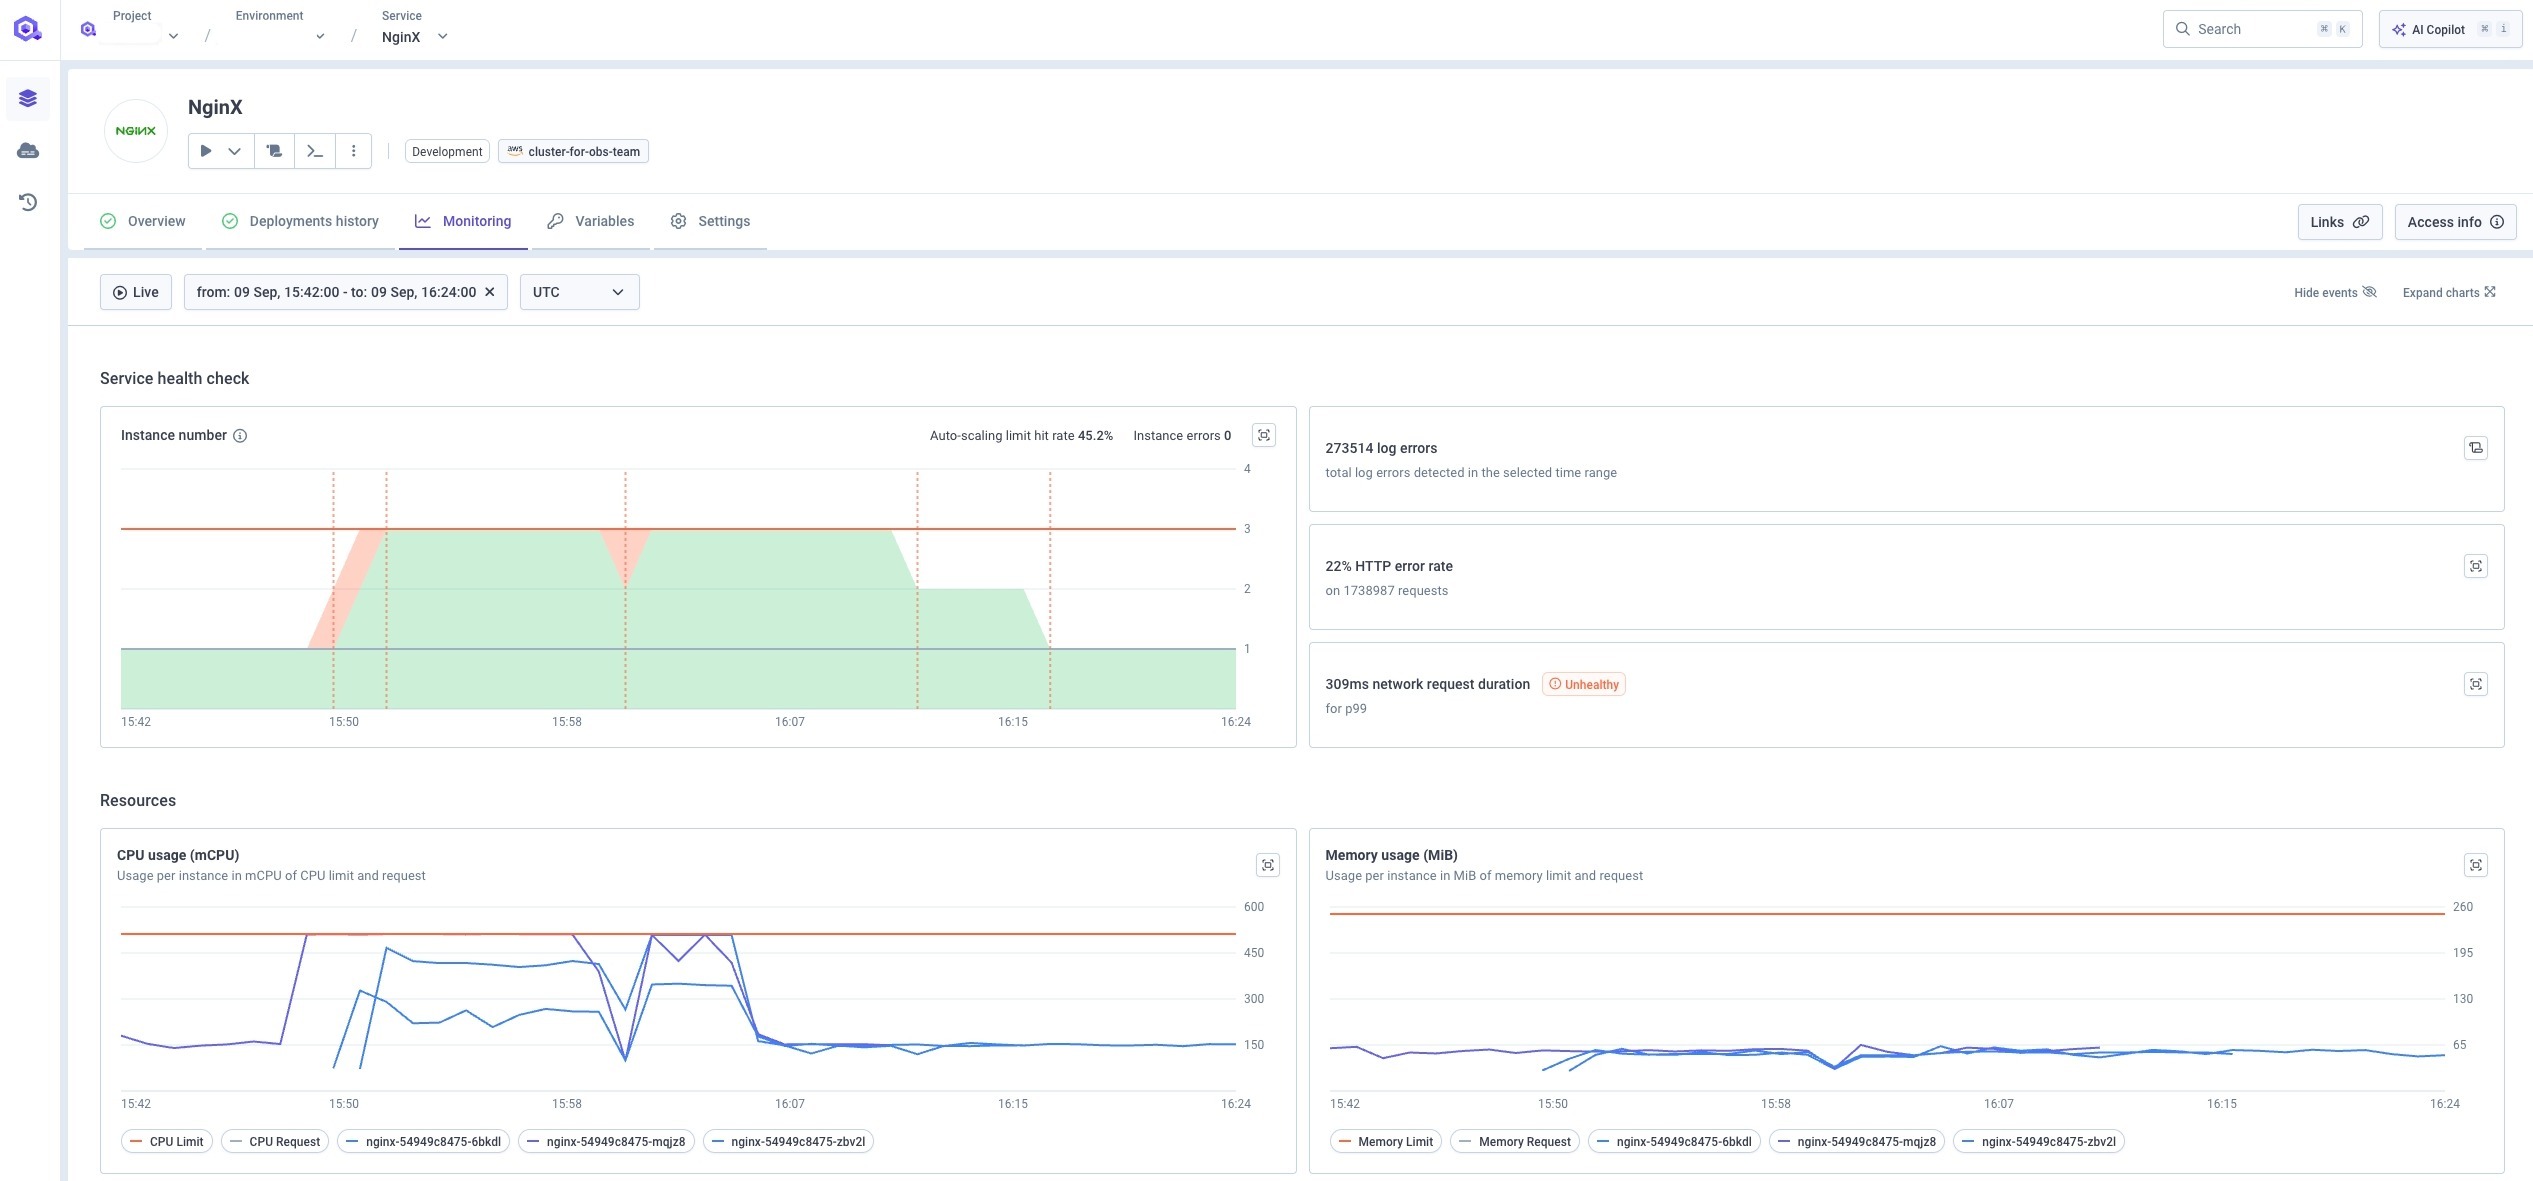 Project
Environment
Service
/
/
NginX
Search
⌘ K
AI Copilot
⌘ i
NGINX
NginX
Development
aws cluster-for-obs-team
Overview
Deployments history
Monitoring
Variables
Settings
Links
Access info
Live
from: 09 Sep, 15:42:00 - to: 09 Sep, 16:24:00
UTC
Hide events
Expand charts
Service health check
Instance number
Auto-scaling limit hit rate 45.2%
Instance errors 0
4
3
2
1
15:42
15:50
15:58
16:07
16:15
16:24
273514 log errors
total log errors detected in the selected time range
22% HTTP error rate
on 1738987 requests
309ms network request duration
Unhealthy
for p99
Resources
CPU usage (mCPU)
Usage per instance in mCPU of CPU limit and request
600
450
300
150
15:42
15:50
15:58
16:07
16:15
16:24
CPU Limit
CPU Request
nginx-54949c8475-6bkdl
nginx-54949c8475-mqjz8
nginx-54949c8475-zbv2l
Memory usage (MiB)
Usage per instance in MiB of memory limit and request
260
195
130
65
15:42
15:50
15:58
16:07
16:15
16:24
Memory Limit
Memory Request
nginx-54949c8475-6bkdl
nginx-54949c8475-mqjz8
nginx-54949c8475-zbv2l